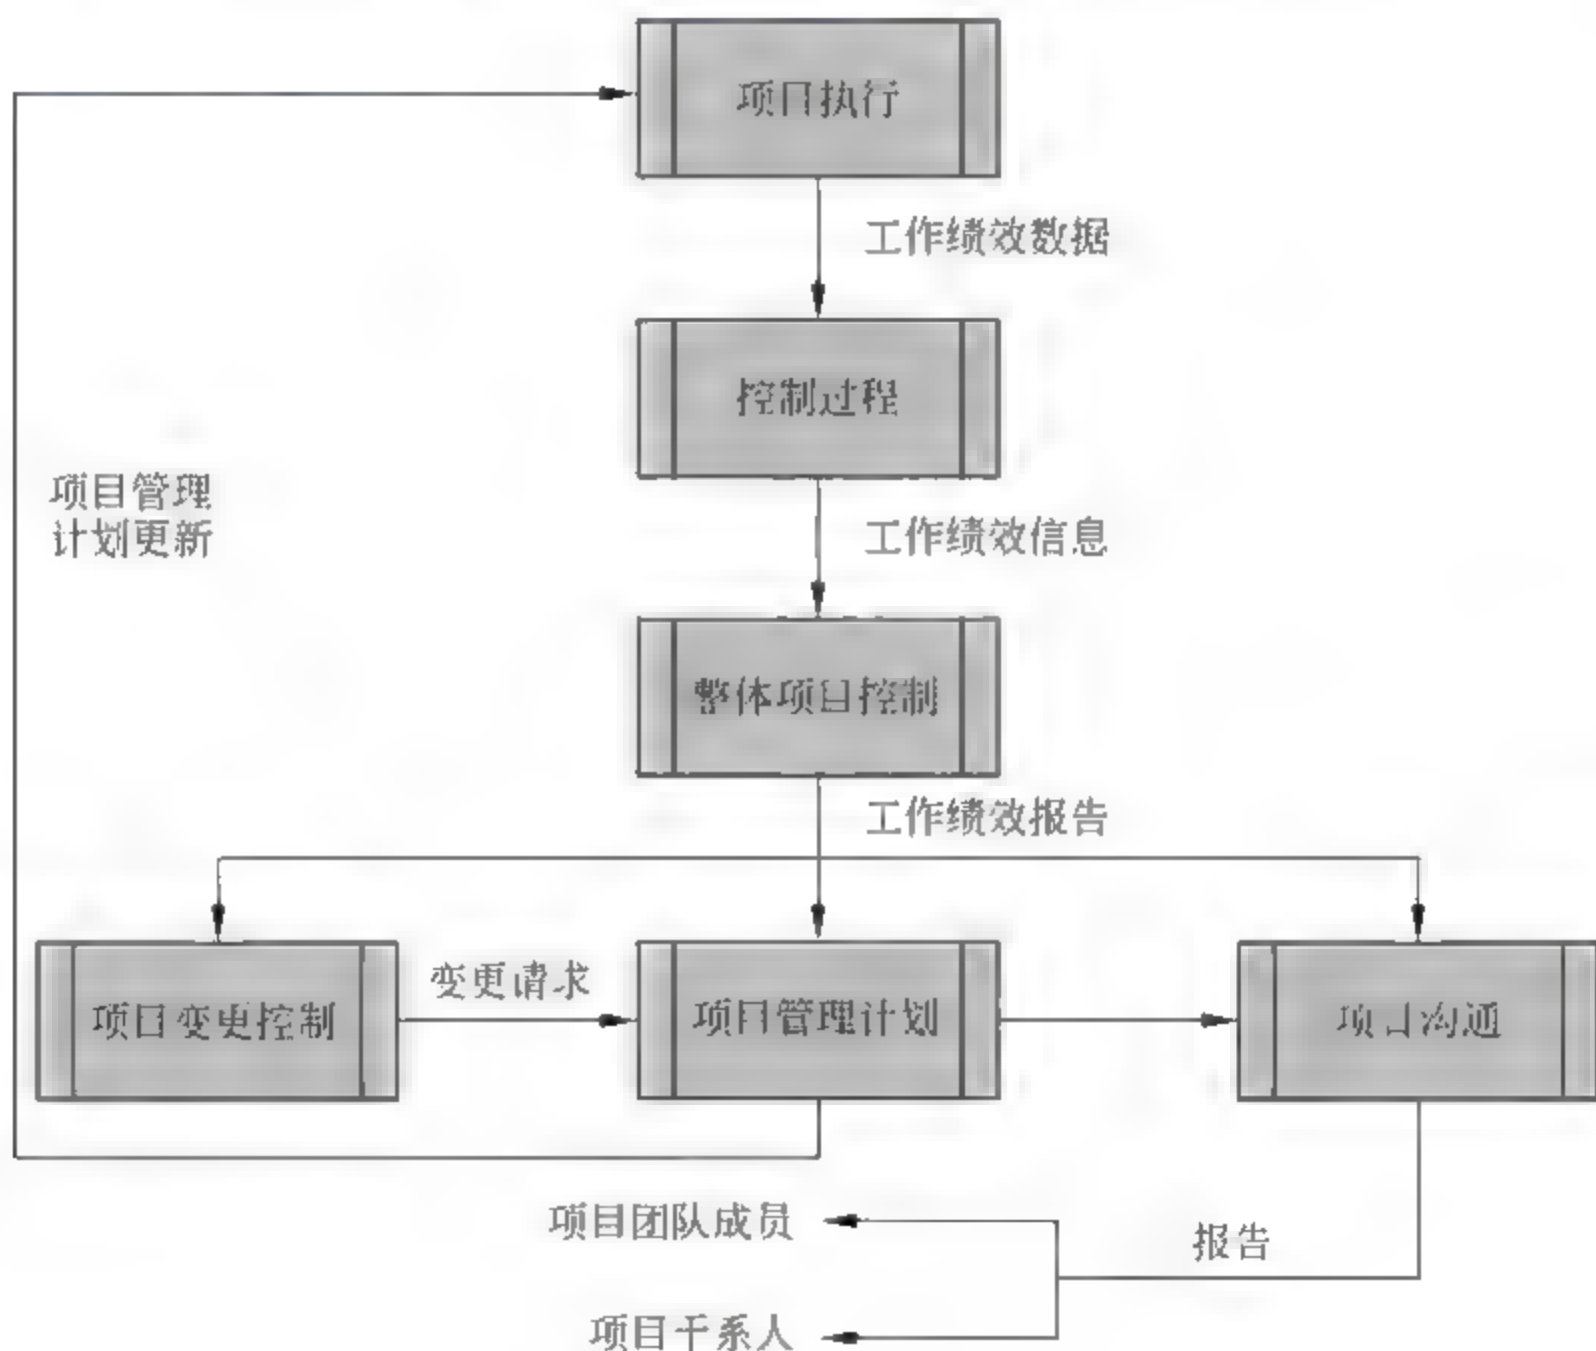 项目执行
工作绩效数据
控制过程
项目管理
计划更新
工作绩效信息
整体项目控制
工作绩效报告
项目变更控制
变更请求
项目管理计划
项目沟通
项目团队成员
报告
项目干系人